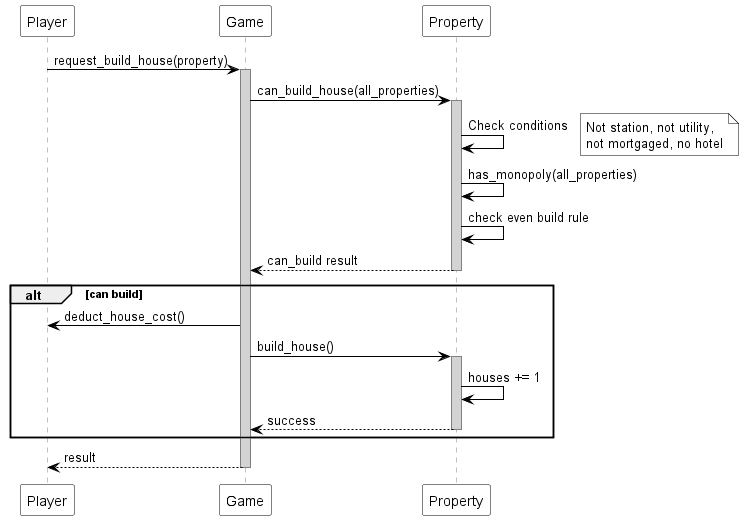 Player
Game
Property
request_build_house(property)
can_build_house(all_properties)
Check conditions
Not station, not utility,
not mortgaged, no hotel
has_monopoly(all_properties)
check even build rule
can_build result
alt
[can build]
deduct_house_cost()
build_house()
houses += 1
success
result
Player
Game
Property